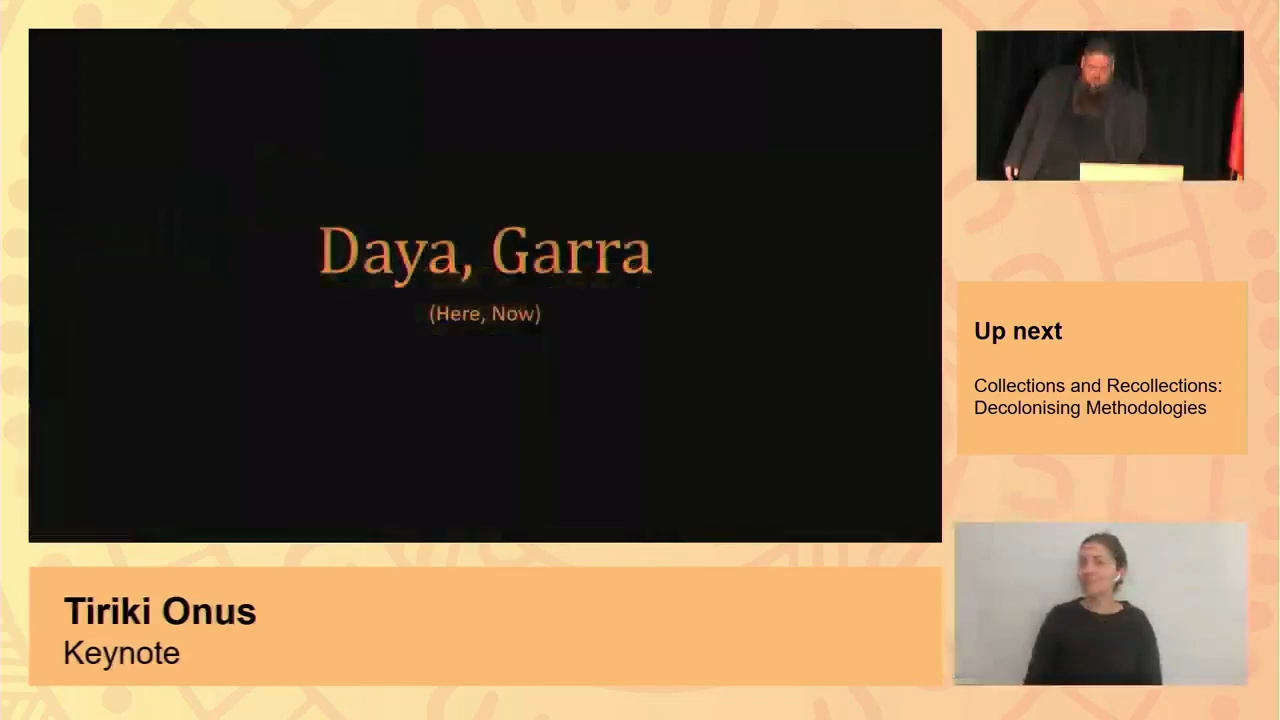 Daya, Garra
(Here, Now)
Tiriki Onus
Keynote
Up next
Collections and Recollections:
Decolonising Methodologies